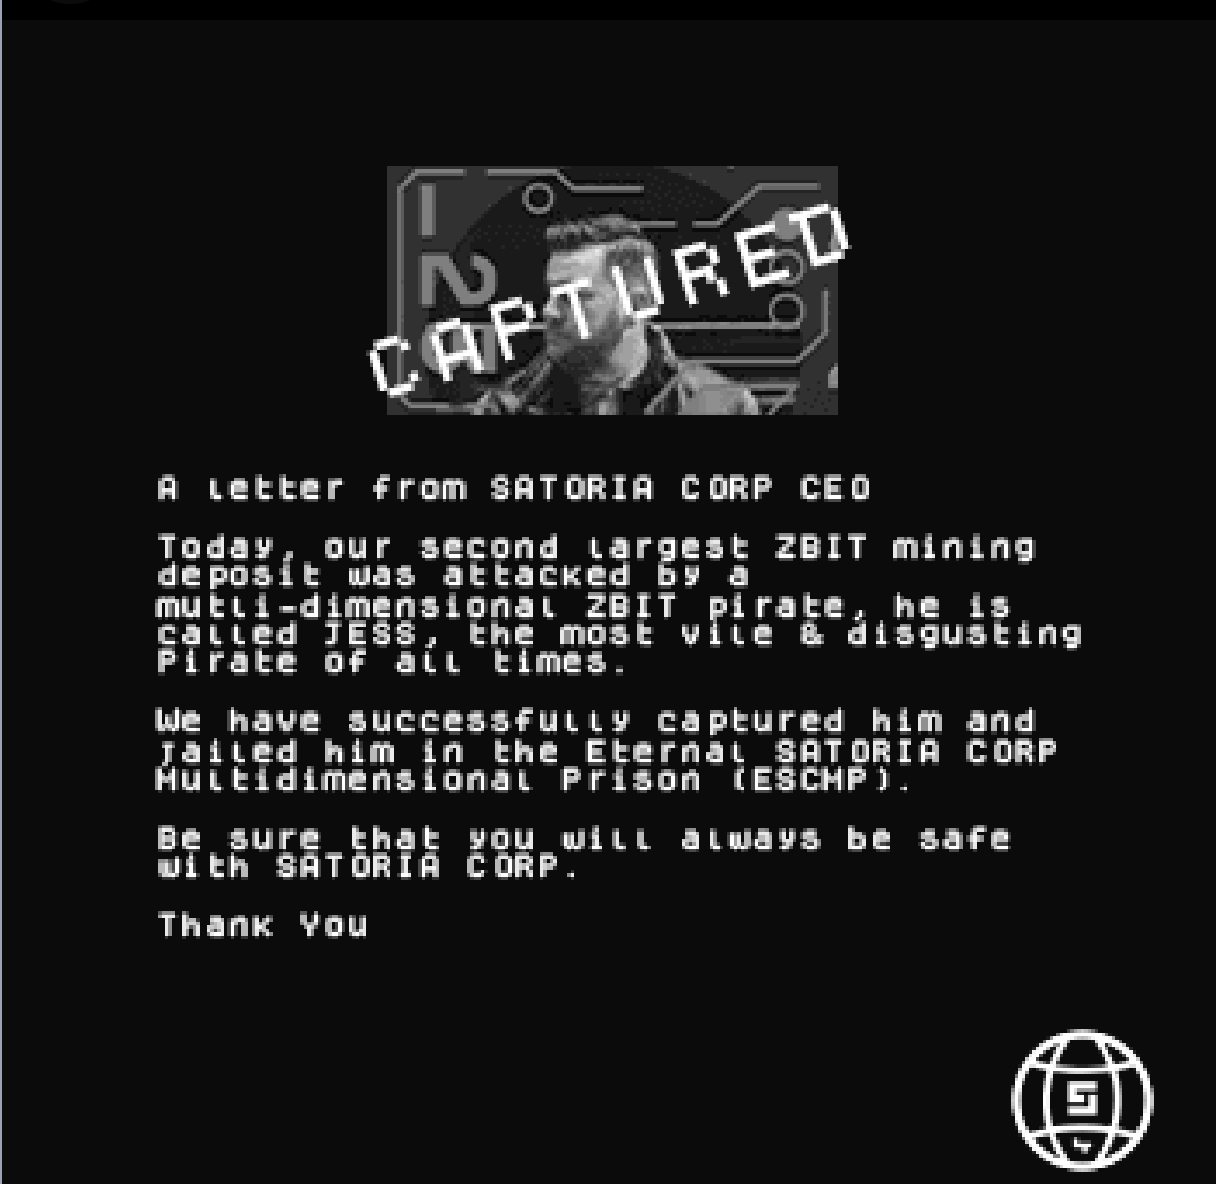 1
2
CAPTURED
A letter from SATORIA CORP CEO
Today, our second largest ZBIT mining
deposit was attacked by a
mutli-dimensional ZBIT pirate, he is
called JESS, the most vile & disgusting
Pirate of all times.
We have successfully captured him and
jailed him in the Eternal SATORIA CORP
Multidimensional Prison (ESCMP).
Be sure that you will always be safe
with SATORIA CORP.
Thank You
S